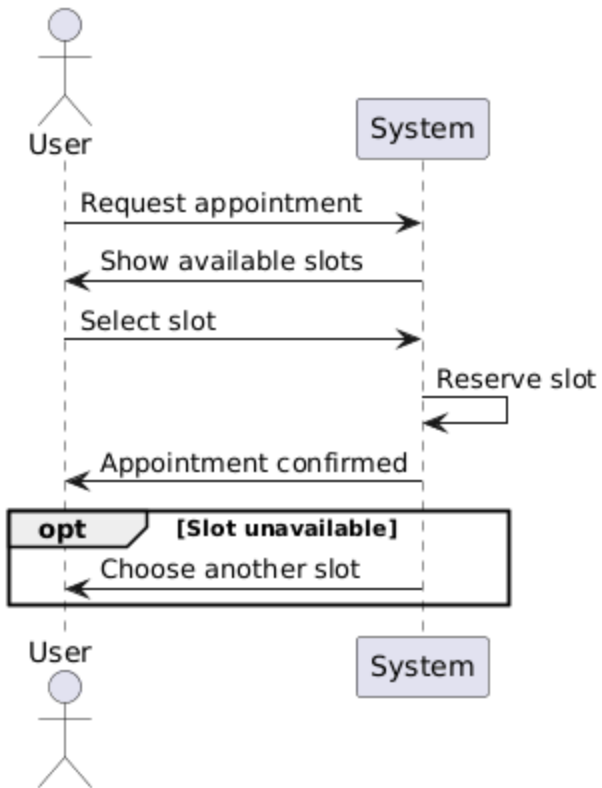 User
System
Request appointment
Show available slots
Select slot
Reserve slot
Appointment confirmed
opt [Slot unavailable]
Choose another slot
User
System